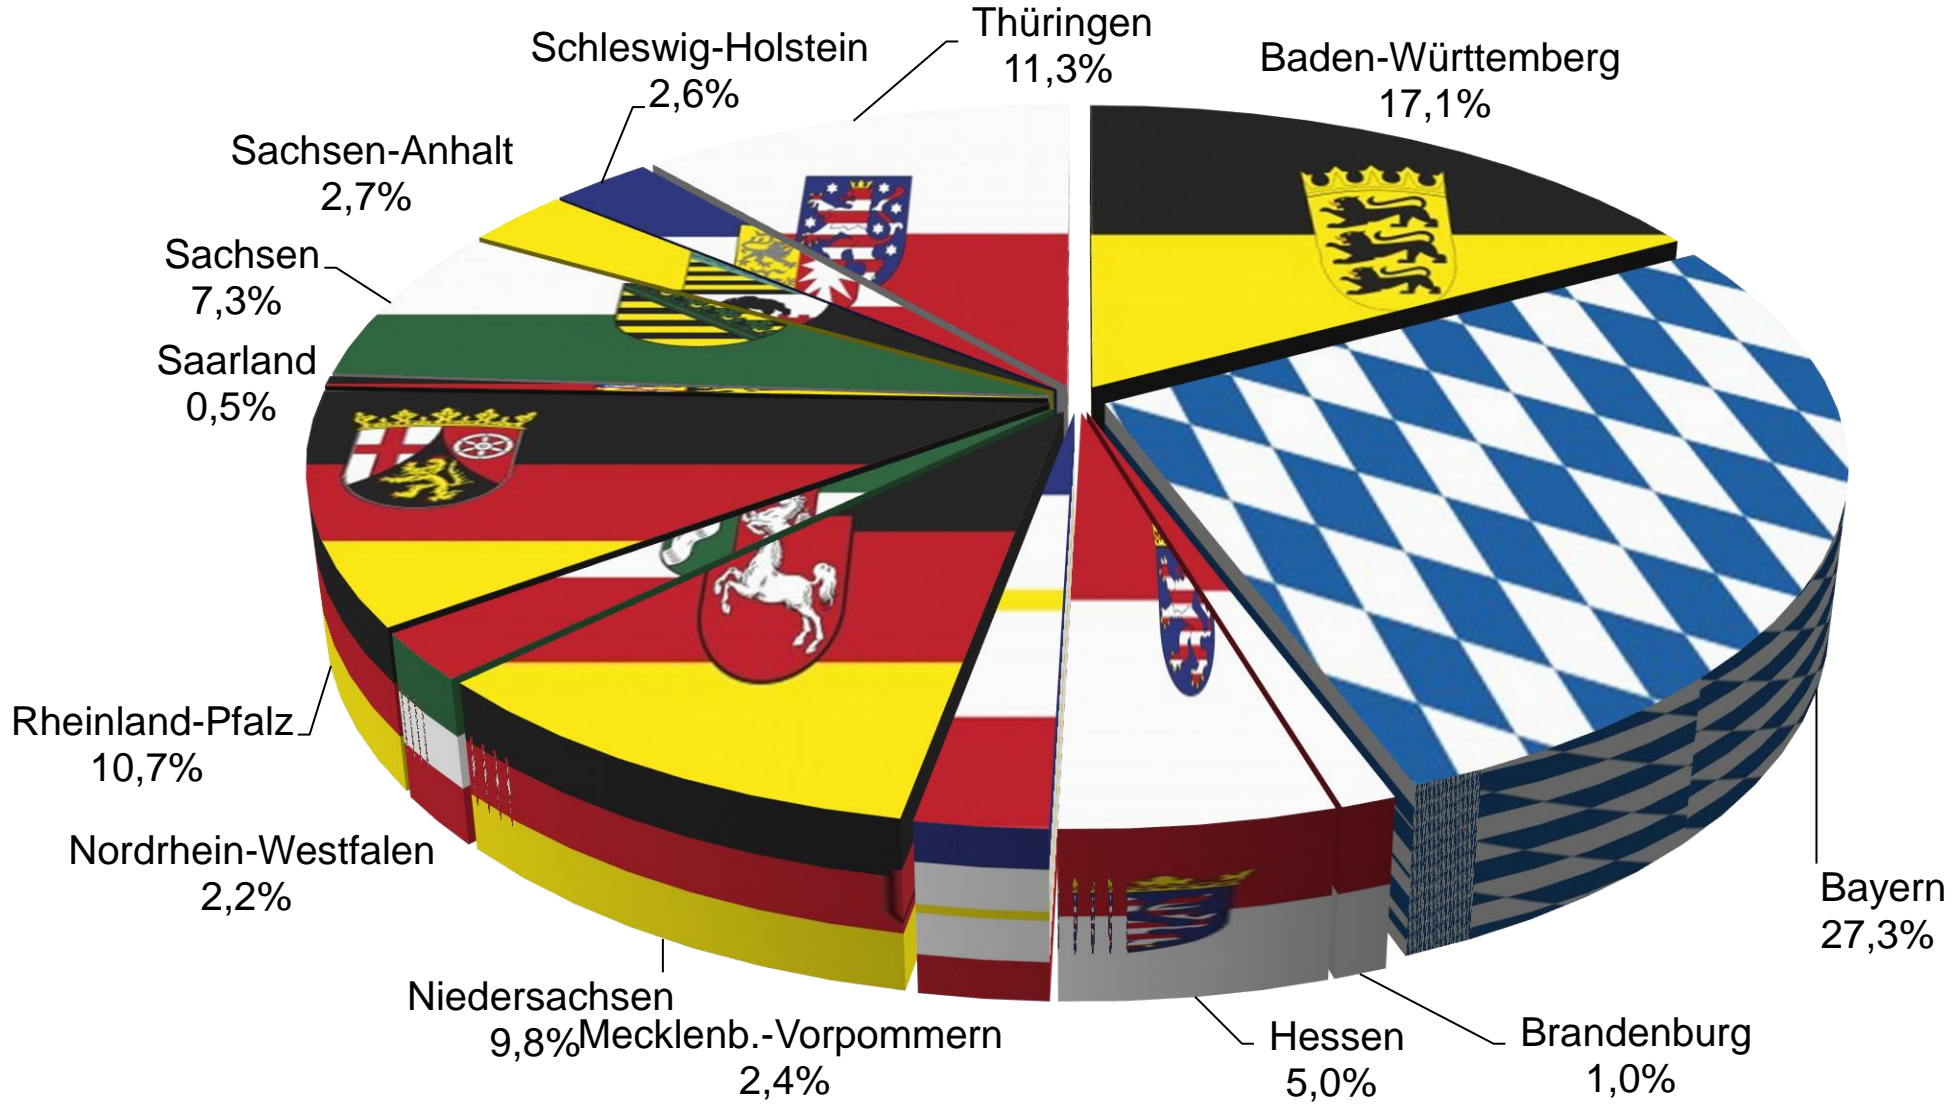 Thüringen
11,3%
Baden-Württemberg
17,1%
Schleswig-Holstein
2,6%
Sachsen-Anhalt
2,7%
Sachsen
7,3%
Saarland
0,5%
Rheinland-Pfalz
10,7%
Nordrhein-Westfalen
2,2%
Niedersachsen
9,8%
Mecklenb.-Vorpommern
2,4%
Hessen
5,0%
Brandenburg
1,0%
Bayern
27,3%